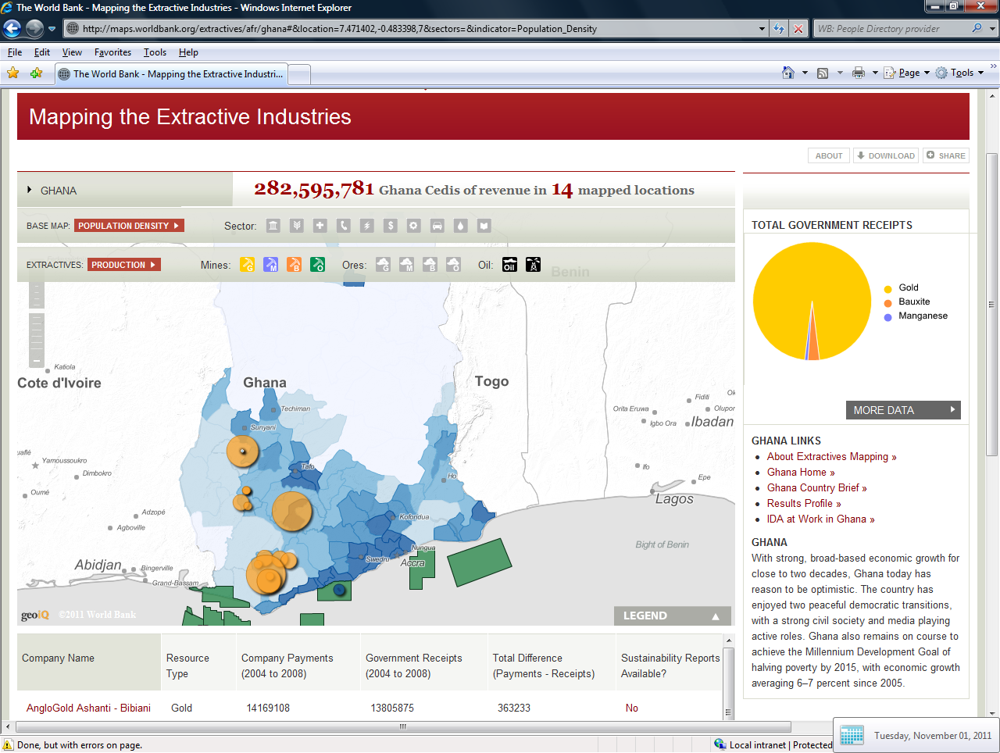 The World Bank - Mapping the Extractive Industries - Windows Internet Explorer
http://maps.worldbank.org/extractives/afr/ghana#&location=7.471402,-0.483398,7&sectors=&indicator=Population_Density
WB: People Directory provider
File Edit View Favorites Tools Help
The World Bank - Mapping the Extractive Industri...
Page Tools
Mapping the Extractive Industries
ABOUT DOWNLOAD SHARE
GHANA
282,595,781 Ghana Cedis of revenue in 14 mapped locations
BASE MAP: POPULATION DENSITY
Sector:
$
EXTRACTIVES: PRODUCTION
Mines: G M B O
Ores: G M B O
Oil: Oil
Benin
Katiola
Cote d'Ivoire
Ghana
Togo
Techiman
Sunyani
Fiditi
Orita Eruwa
Olupor
Igbo Ora
Ibadan
Yamoussoukro
Tafo
Dimbokro
Ho
Ifo
Epe
Oumé
Lagos
Adzopé
Agboville
Koforidua
Abidjan
Bingerville
Grand-Bassam
Nungua
Swedru
Accra
Bight of Benin
geoIQ ©2011 World Bank
LEGEND
Company Name
Resource Type
Company Payments (2004 to 2008)
Government Receipts (2004 to 2008)
Total Difference (Payments - Receipts)
Sustainability Reports Available?
AngloGold Ashanti - Bibiani Gold 14169108 13805875 363233 No
TOTAL GOVERNMENT RECEIPTS
Gold
Bauxite
Manganese
MORE DATA
GHANA LINKS
About Extractives Mapping »
Ghana Home »
Ghana Country Brief »
Results Profile »
IDA at Work in Ghana »
GHANA
With strong, broad-based economic growth for
close to two decades, Ghana today has
reason to be optimistic. The country has
enjoyed two peaceful democratic transitions,
with a strong civil society and media playing
active roles. Ghana also remains on course to
achieve the Millennium Development Goal of
halving poverty by 2015, with economic growth
averaging 6–7 percent since 2005.
Done, but with errors on page.
Local intranet | Protected
Tuesday, November 01, 2011